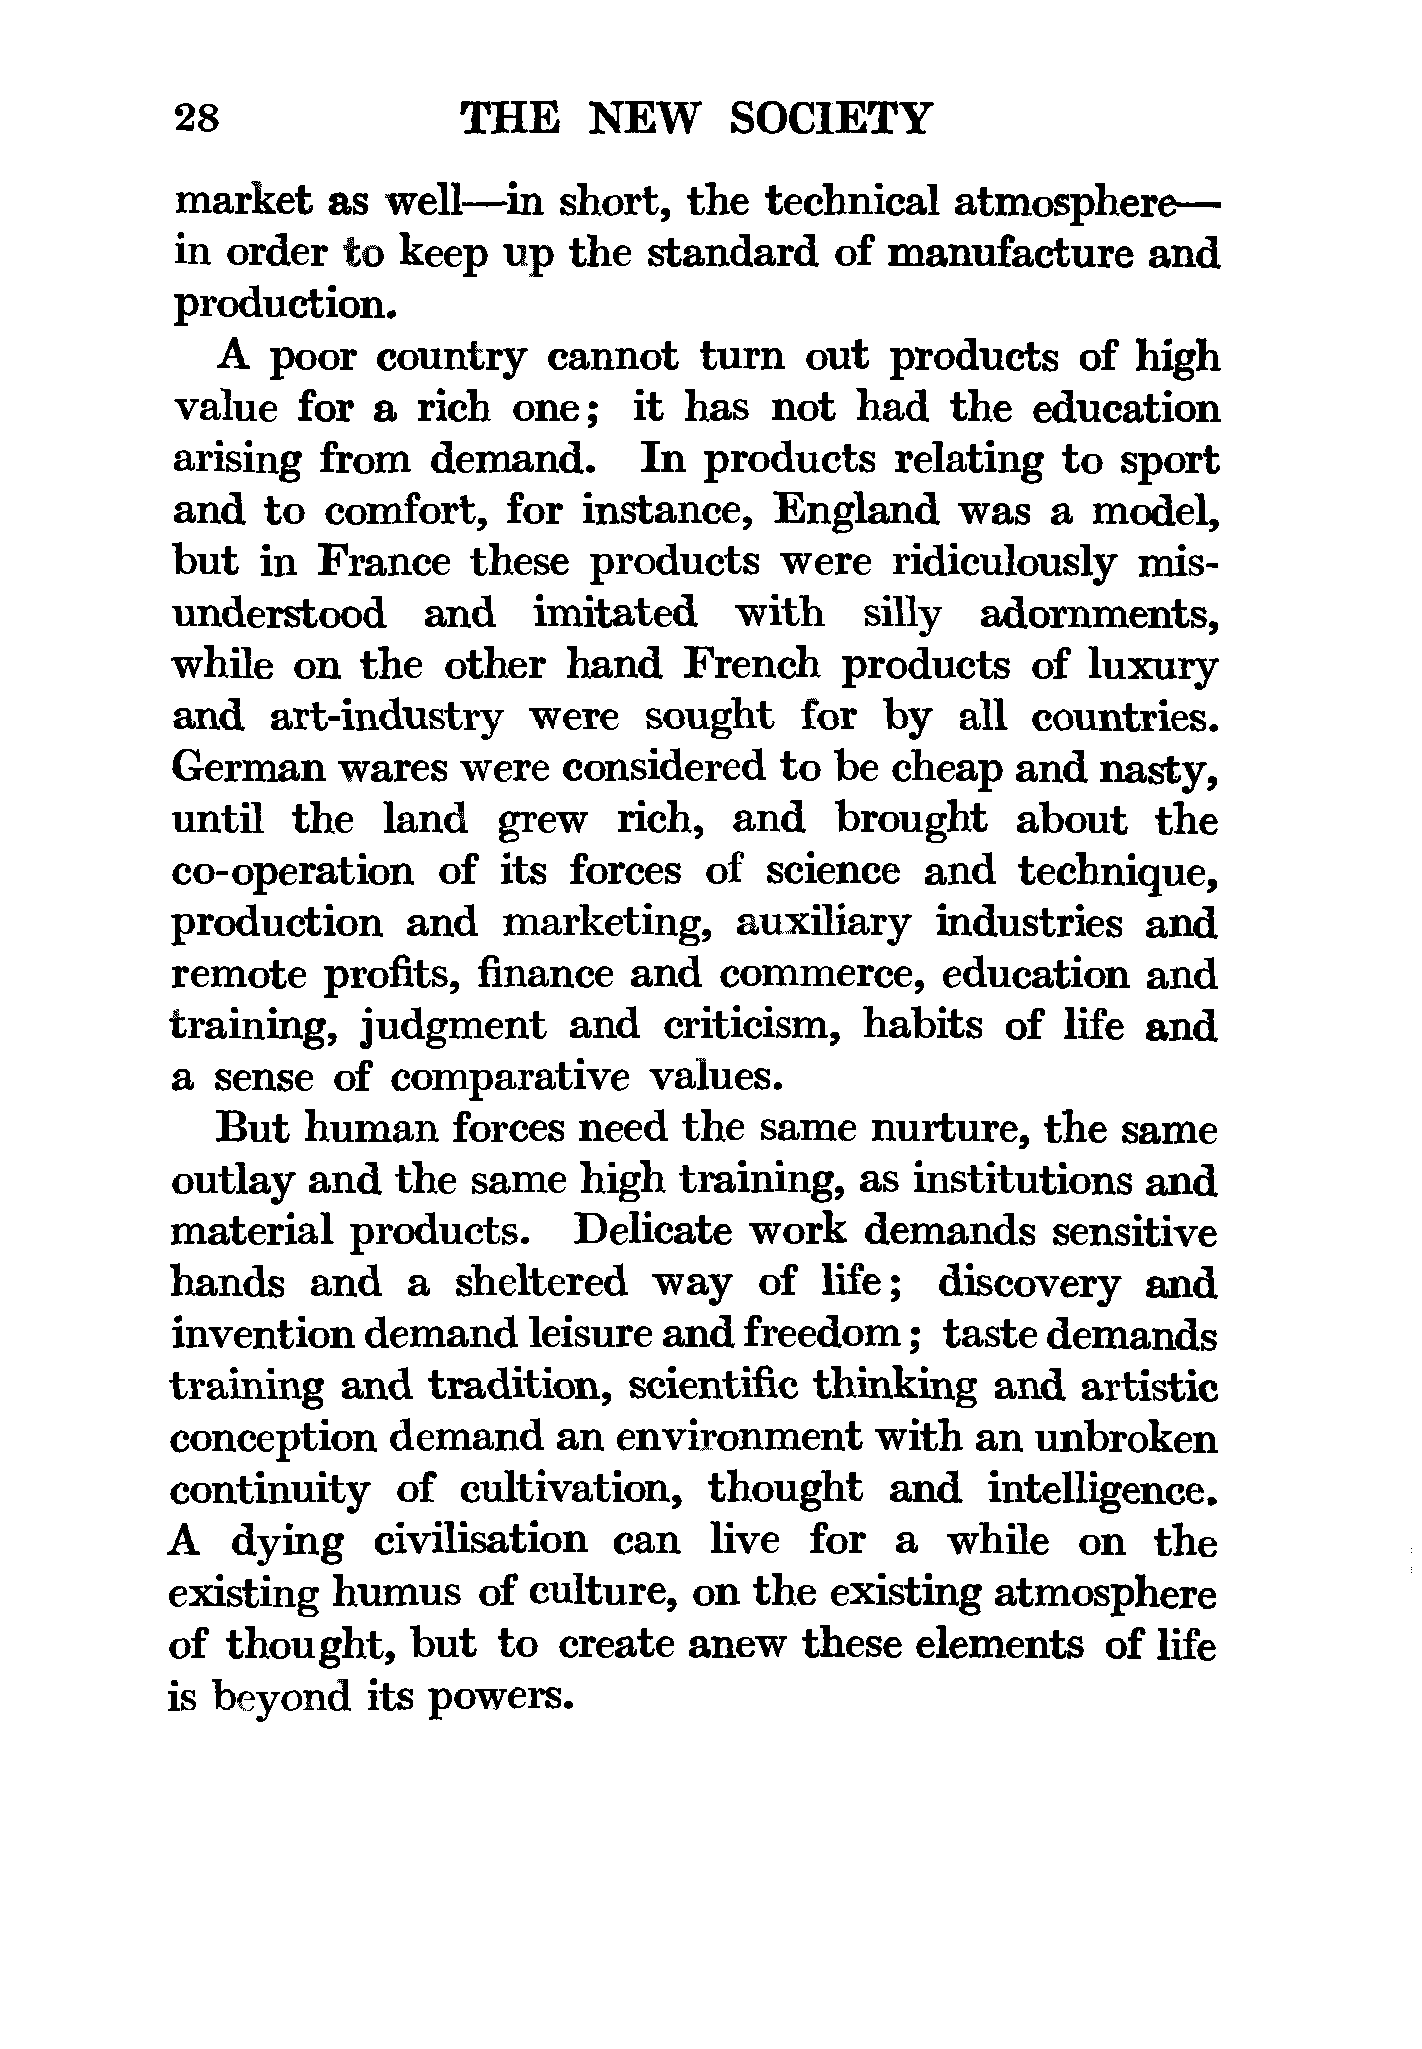 28 THE NEW SOCIETY
market as well—in short, the technical atmosphere—
in order to keep up the standard of manufacture and
production.
A poor country cannot turn out products of high
value for a rich one; it has not had the education
arising from demand. In products relating to sport
and to comfort, for instance, England was a model,
but in France these products were ridiculously mis-
understood and imitated with silly adornments,
while on the other hand French products of luxury
and art-industry were sought for by all countries.
German wares were considered to be cheap and nasty,
until the land grew rich, and brought about the
co-operation of its forces of science and technique,
production and marketing, auxiliary industries and
remote profits, finance and commerce, education and
training, judgment and criticism, habits of life and
a sense of comparative values.
But human forces need the same nurture, the same
outlay and the same high training, as institutions and
material products. Delicate work demands sensitive
hands and a sheltered way of life; discovery and
invention demand leisure and freedom; taste demands
training and tradition, scientific thinking and artistic
conception demand an environment with an unbroken
continuity of cultivation, thought and intelligence.
A dying civilisation can live for a while on the
existing humus of culture, on the existing atmosphere
of thought, but to create anew these elements of life
is beyond its powers.